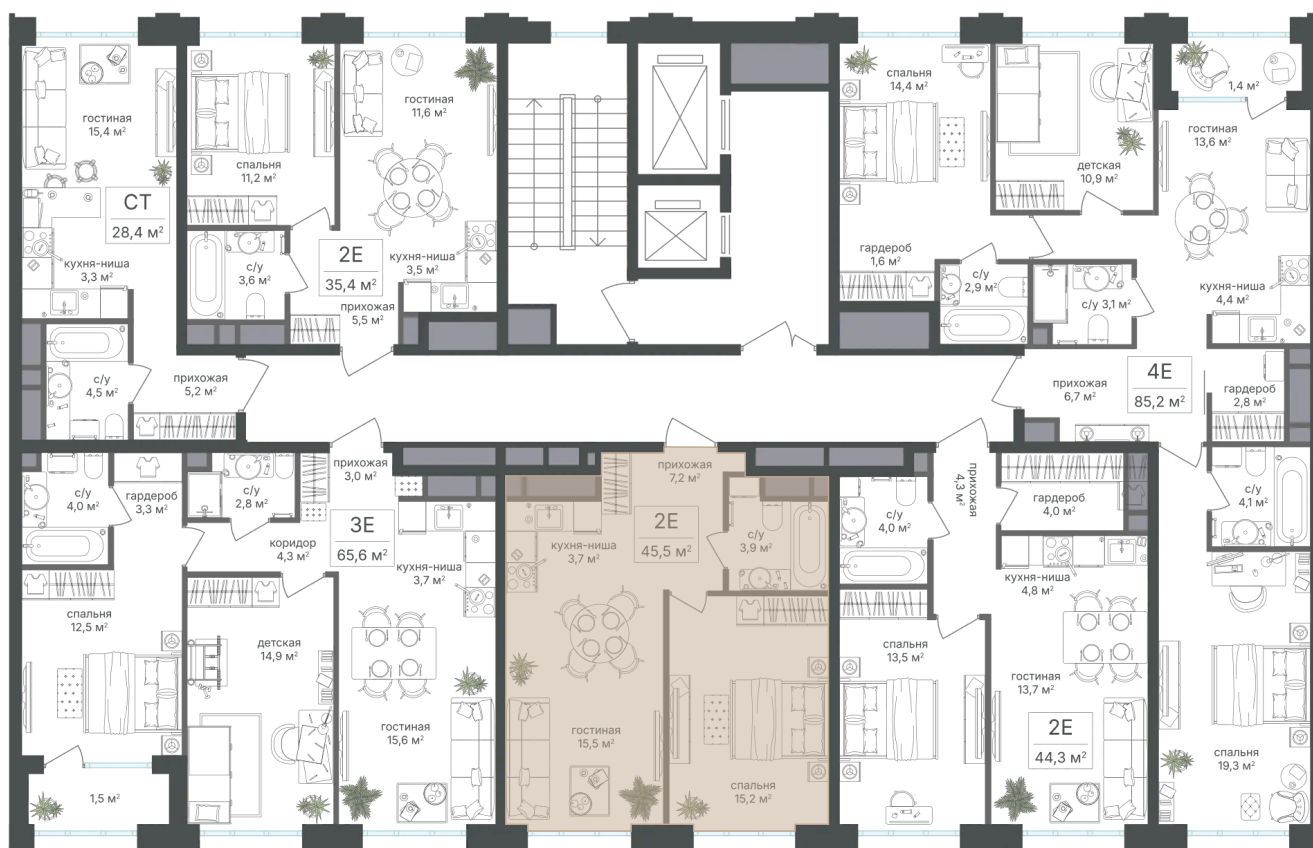 гостиная
15,4 м²
СТ
28,4 м²
кухня-ниша
3,3 м²
с/у
4,5 м²
прихожая
5,2 м²
спальня
11,2 м²
с/у
3,6 м²
гостиная
11,6 м²
2Е
35,4 м²
кухня-ниша
3,5 м²
прихожая
5,5 м²
спальня
14,4 м²
гардероб
1,6 м²
с/у
2,9 м²
детская
10,9 м²
с/у 3,1 м²
1,4 м²
гостиная
13,6 м²
кухня-ниша
4,4 м²
прихожая
6,7 м²
4Е
85,2 м²
гардероб
2,8 м²
с/у
4,1 м²
спальня
19,3 м²
с/у
4,0 м²
гардероб
3,3 м²
с/у
2,8 м²
прихожая
3,0 м²
коридор
4,3 м²
3Е
65,6 м²
кухня-ниша
3,7 м²
спальня
12,5 м²
детская
14,9 м²
гостиная
15,6 м²
1,5 м²
прихожая
7,2 м²
2Е
45,5 м²
кухня-ниша
3,7 м²
с/у
3,9 м²
гостиная
15,5 м²
спальня
15,2 м²
с/у
4,0 м²
прихожая
4,3 м²
гардероб
4,0 м²
кухня-ниша
4,8 м²
спальня
13,5 м²
гостиная
13,7 м²
2Е
44,3 м²